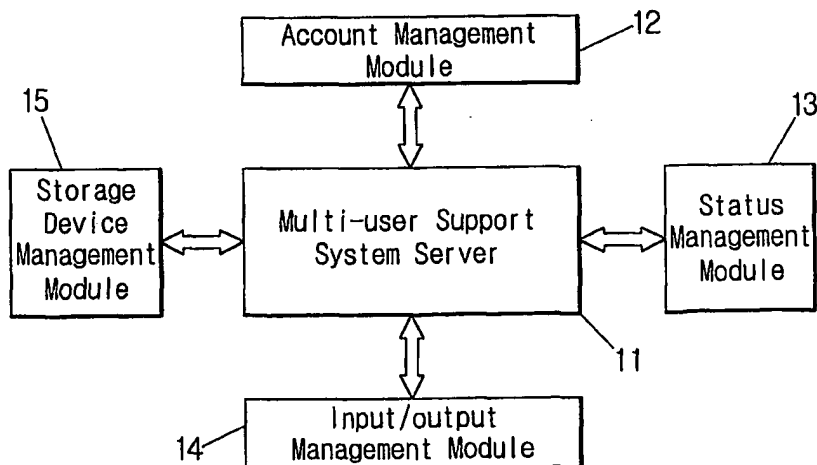 Account Management
Module
12
15
13
Storage
Device
Management
Module
Multi-user Support
System Server
Status
Management
Module
11
Input/output
Management Module
14